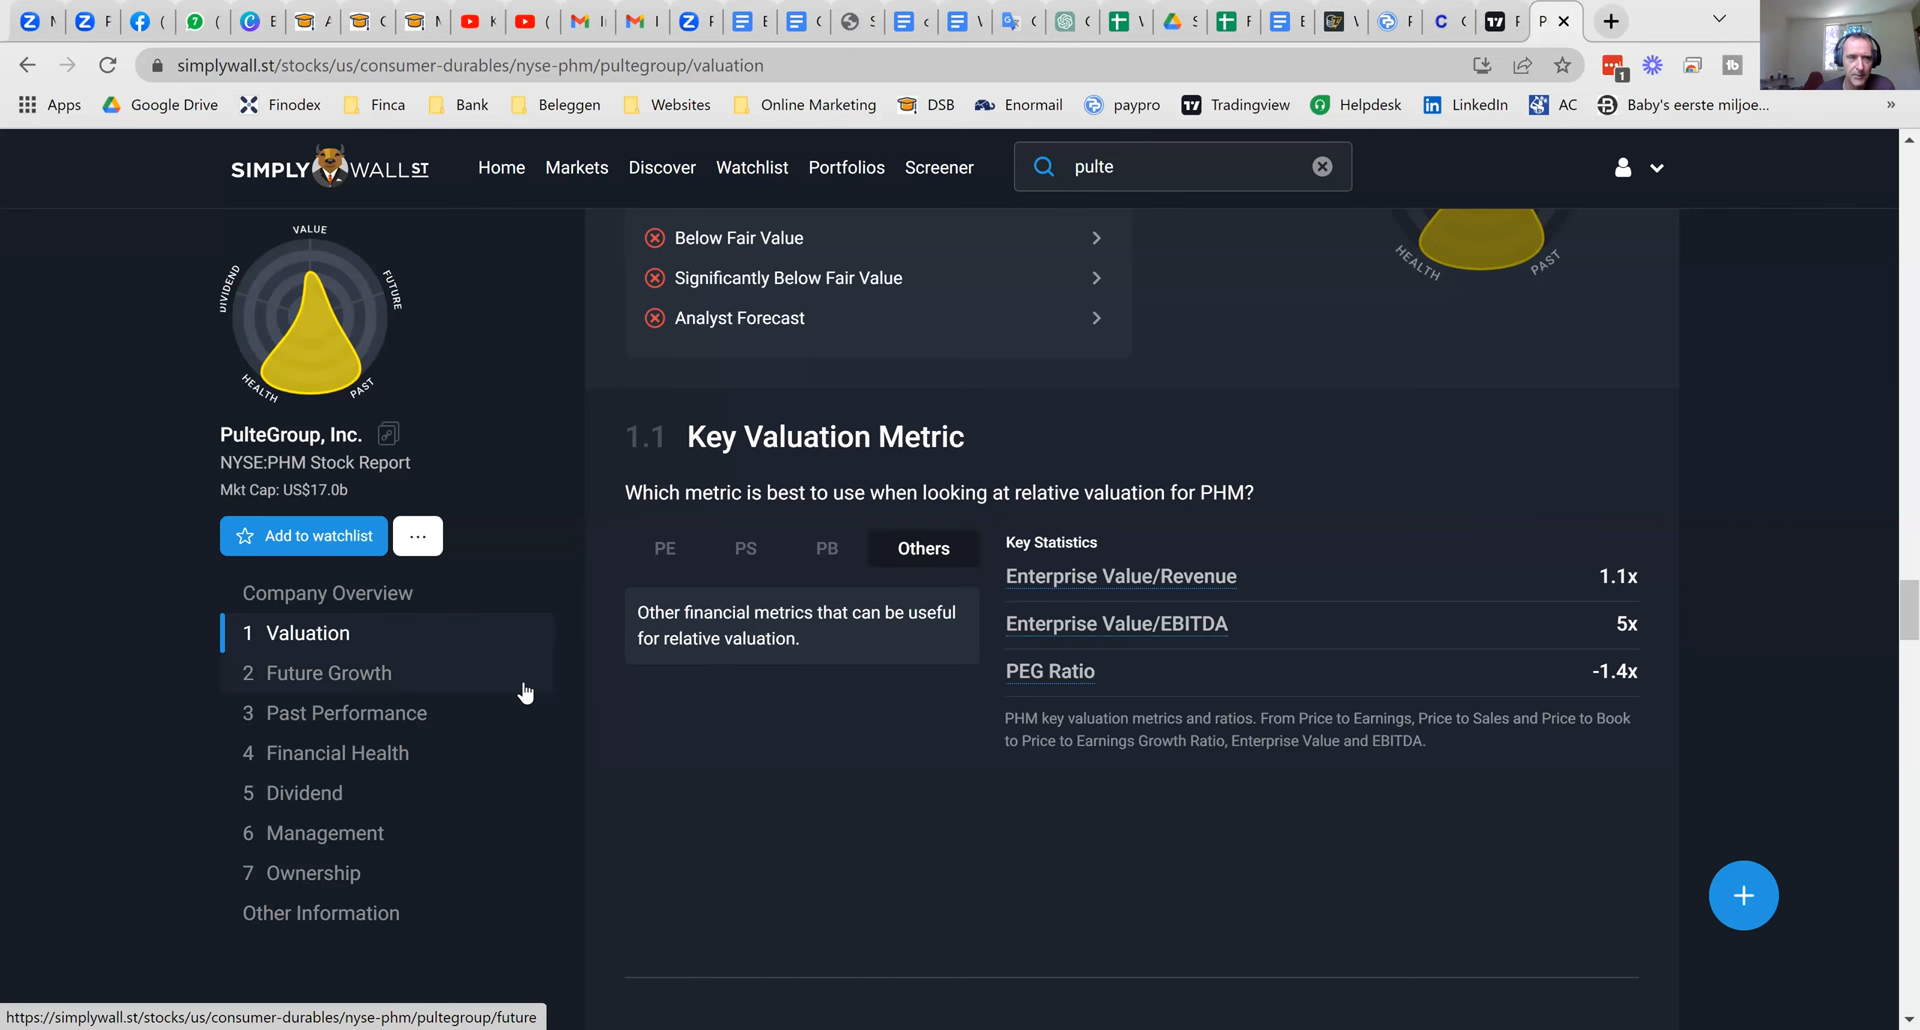 simplywall.st/stocks/us/consumer-durables/nyse-phm/pultegroup/valuation
1
Apps Google Drive Finodex Finca Bank Beleggen Websites Online Marketing DSB Enormail paypro Tradingview Helpdesk LinkedIn AC Baby's eerste miljoe... »
SIMPLY WALL ST
Home Markets Discover Watchlist Portfolios Screener
pulte
VALUE
FUTURE
PAST
HEALTH
DIVIDEND
PulteGroup, Inc.
NYSE:PHM Stock Report
Mkt Cap: US$17.0b
Add to watchlist ...
Company Overview
1 Valuation
2 Future Growth
3 Past Performance
4 Financial Health
5 Dividend
6 Management
7 Ownership
Other Information
Below Fair Value
Significantly Below Fair Value
Analyst Forecast
HEALTH
PAST
1.1 Key Valuation Metric
Which metric is best to use when looking at relative valuation for PHM?
PE PS PB Others
Other financial metrics that can be useful
for relative valuation.
Key Statistics
Enterprise Value/Revenue 1.1x
Enterprise Value/EBITDA 5x
PEG Ratio -1.4x
PHM key valuation metrics and ratios. From Price to Earnings, Price to Sales and Price to Book
to Price to Earnings Growth Ratio, Enterprise Value and EBITDA.
+
https://simplywall.st/stocks/us/consumer-durables/nyse-phm/pultegroup/future